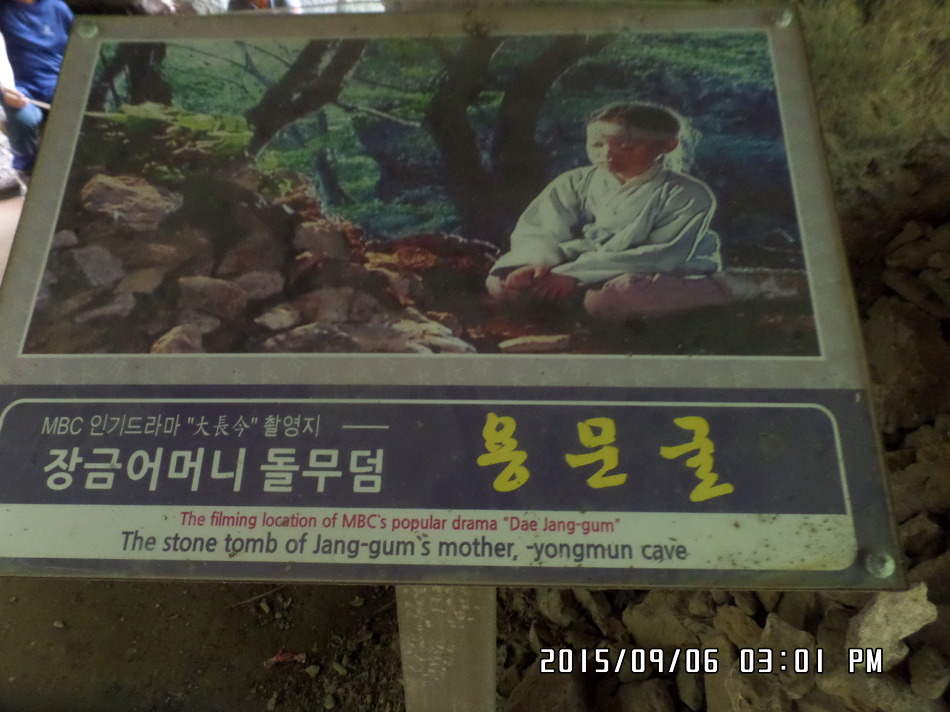 MBC 인기드라마 "大長今" 촬영지
장금어머니 돌무덤
용문굴
The filming location of MBC's popular drama "Dae Jang-gum"
The stone tomb of Jang-gum's mother, -yongmun cave
2015/09/06 03:01 PM